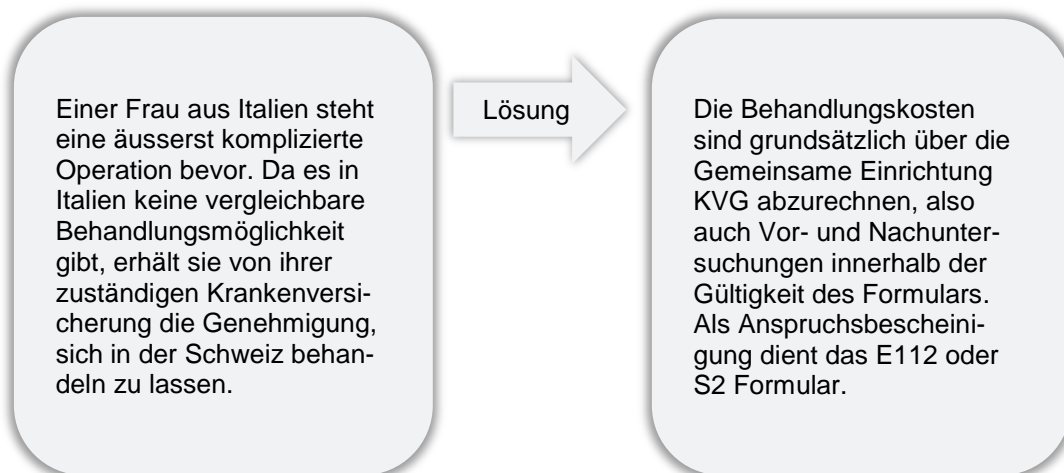 Einer Frau aus Italien steht
eine äusserst komplizierte
Operation bevor. Da es in
Italien keine vergleichbare
Behandlungsmöglichkeit
gibt, erhält sie von ihrer
zuständigen Krankenversi-
cherung die Genehmigung,
sich in der Schweiz behan-
deln zu lassen.
Lösung
Die Behandlungskosten
sind grundsätzlich über die
Gemeinsame Einrichtung
KVG abzurechnen, also
auch Vor- und Nachunter-
suchungen innerhalb der
Gültigkeit des Formulars.
Als Anspruchsbescheini-
gung dient das E112 oder
S2 Formular.